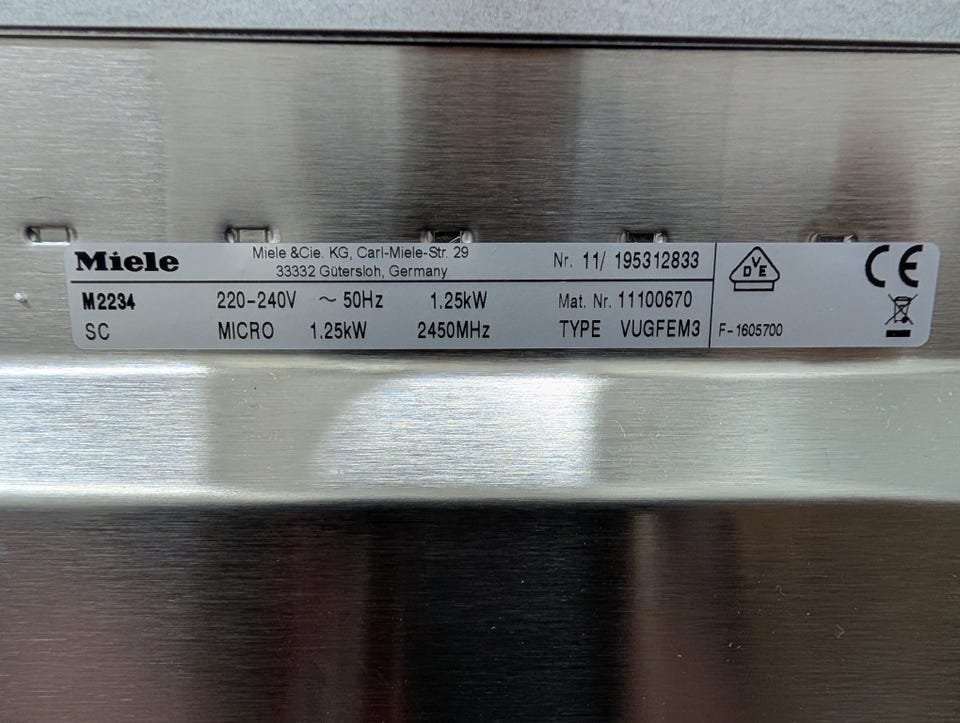 Miele
Miele &Cie. KG, Carl-Miele-Str. 29
33332 Gütersloh, Germany
Nr. 11/ 195312833
M2234 220-240V ~ 50Hz 1.25kW Mat. Nr. 11100670
SC MICRO 1.25kW 2450MHz TYPE VUGFEM3
DVE
F-1605700
CE